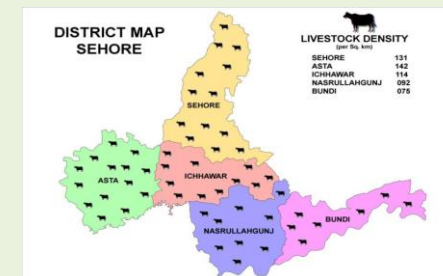 DISTRICT MAP
SEHORE
LIVESTOCK DENSITY
(per Sq. km)
SEHORE 131
ASTA 142
ICHHAWAR 114
NASRULLAHGUNJ 092
BUNDI 075
SEHORE
ASTA
ICHHAWAR
NASRULLAHGUNJ
BUNDI